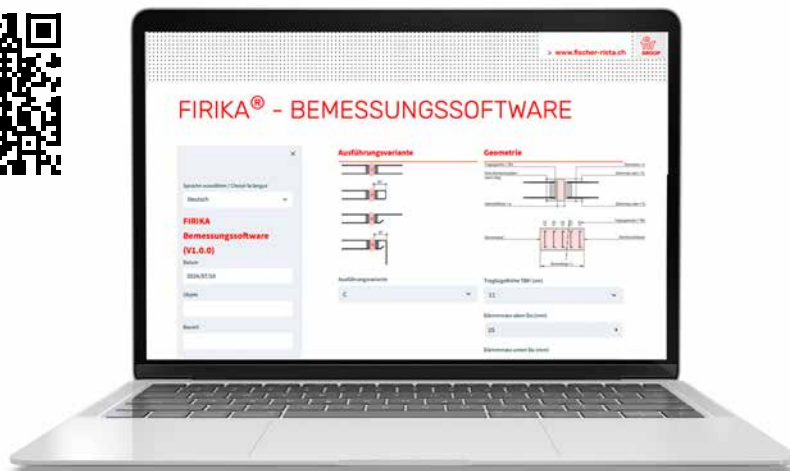 > www.fischer-rista.ch
GROUP
FIRIKA® - BEMESSUNGSSOFTWARE
×
Sprache auswählen / Choisir la langue
Deutsch
FIRIKA
Bemessungssoftware
(V1.0.0)
Datum
2024/07/10
Objekt
Bauteil
Ausführungsvariante
Ausführungsvariante
C
Geometrie
Tragbügelhöhe TBH (cm)
11
Dämmmass oben Do (mm)
25
Dämmmass unten Du (mm)